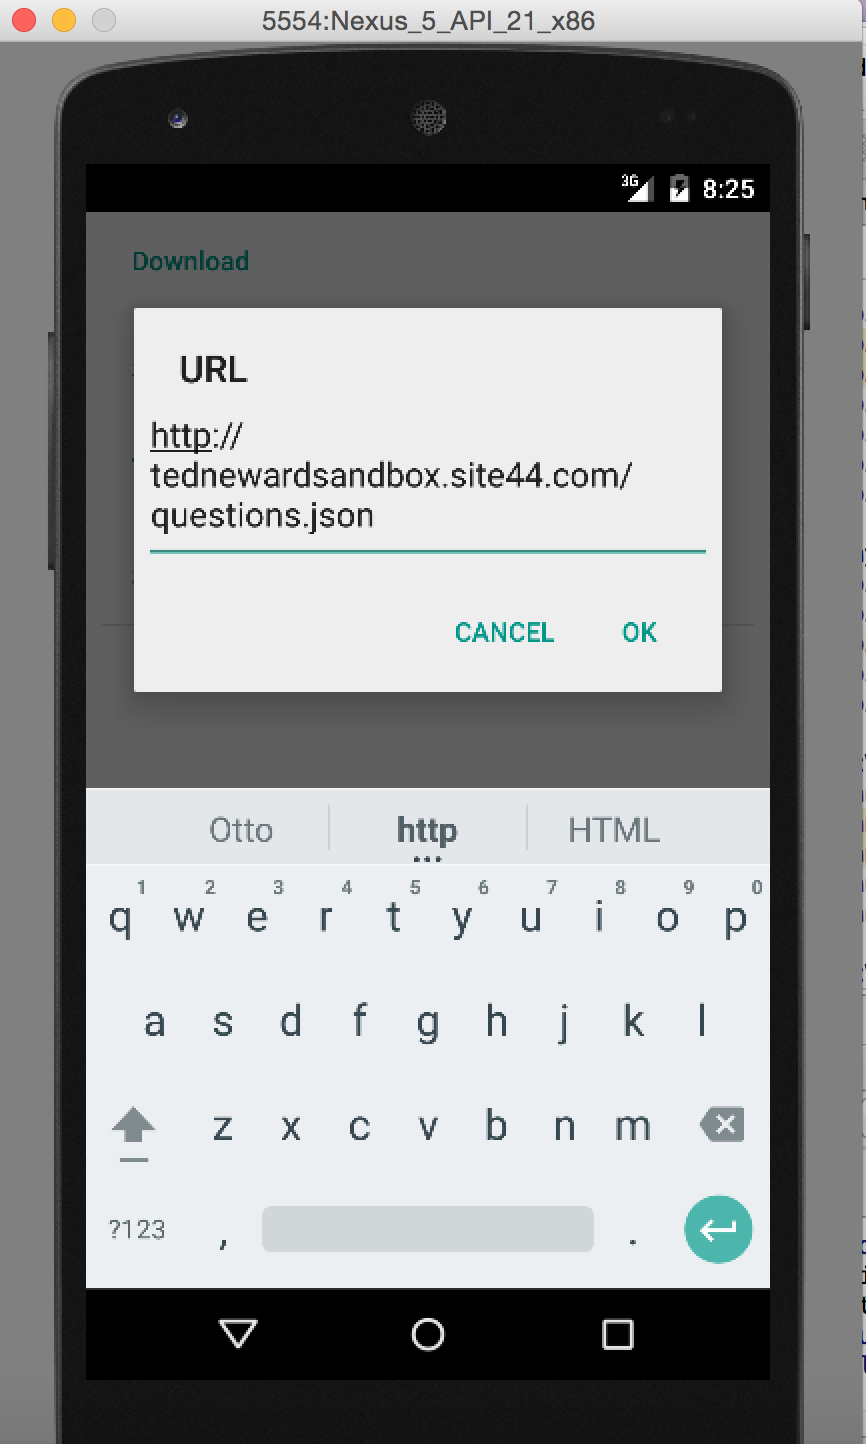 5554:Nexus_5_API_21_x86
3G 8:25
Download
URL
http://
tednewardsandbox.site44.com/
questions.json
CANCEL OK
Otto http HTML
1 2 3 4 5 6 7 8 9 0
q w e r t y u i o p
a s d f g h j k l
z x c v b n m
?123 , .